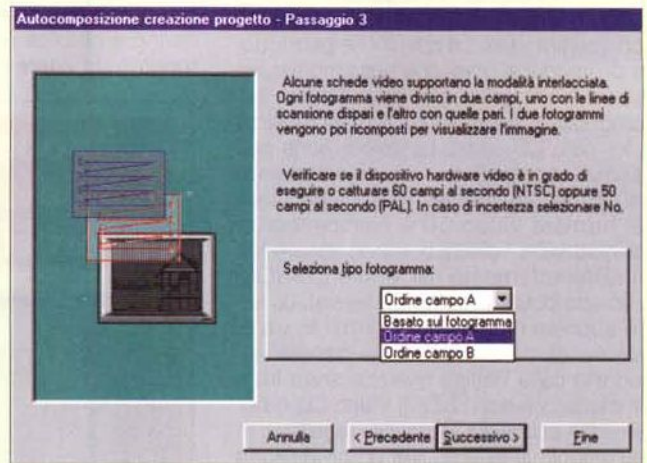 Autocomposizione creazione progetto - Passaggio 3
Alcune schede video supportano la modalità interlacciata.
Ogni fotogramma viene diviso in due campi, uno con le linee di
scansione dispari e l'altro con quelle pari. I due fotogrammi
vengono poi ricomposti per visualizzare l'immagine.
Verificare se il dispositivo hardware video è in grado di
eseguire o catturare 60 campi al secondo (NTSC) oppure 50
campi al secondo (PAL). In caso di incertezza selezionare No.
Seleziona tipo fotogramma:
Ordine campo A
Basato sul fotogramma
Ordine campo A
Ordine campo B
Annulla
< Precedente
Successivo >
Fine